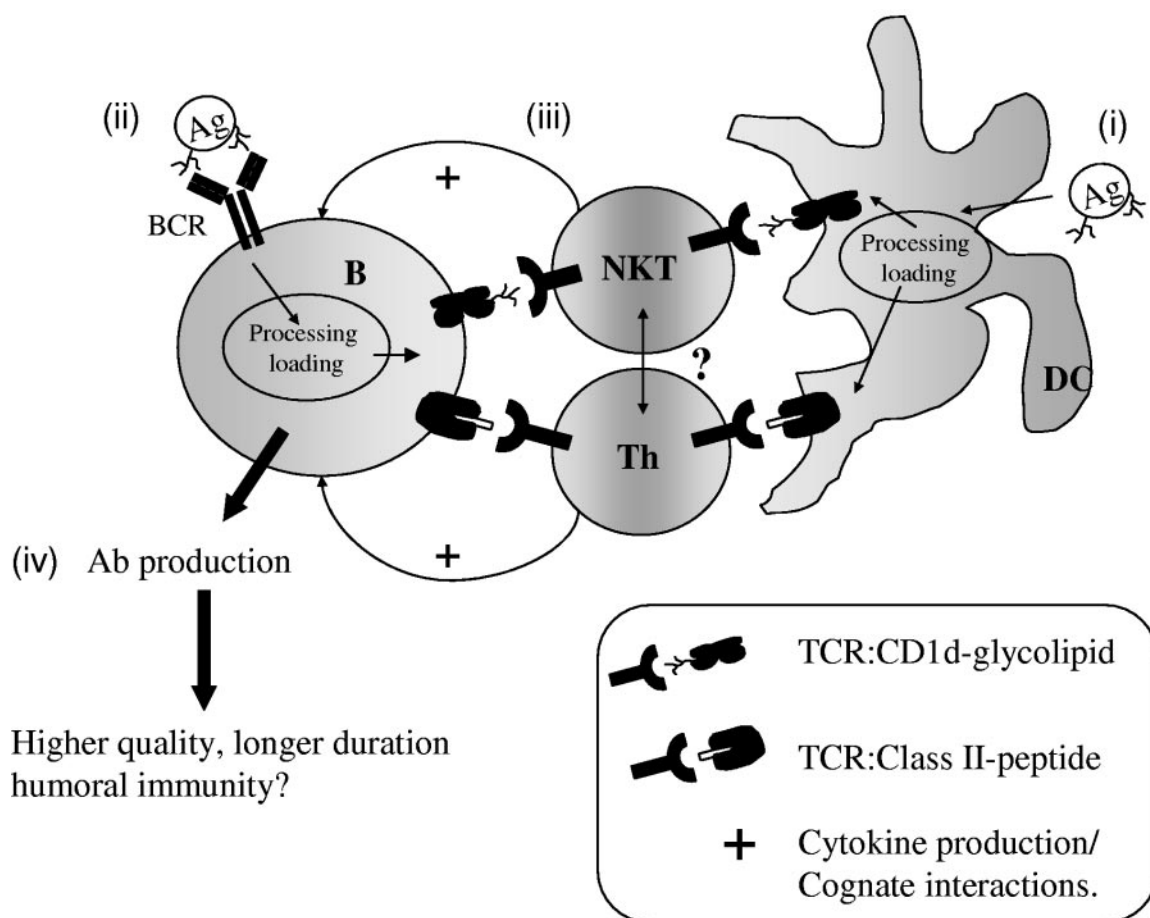 (ii)
Ag
BCR
B
Processing
loading
+
(iii)
NKT
?
Th
+
(i)
Ag
Processing
loading
DC
(iv) Ab production
Higher quality, longer duration
humoral immunity?
TCR:CD1d-glycolipid
TCR:Class II-peptide
+ Cytokine production/
Cognate interactions.